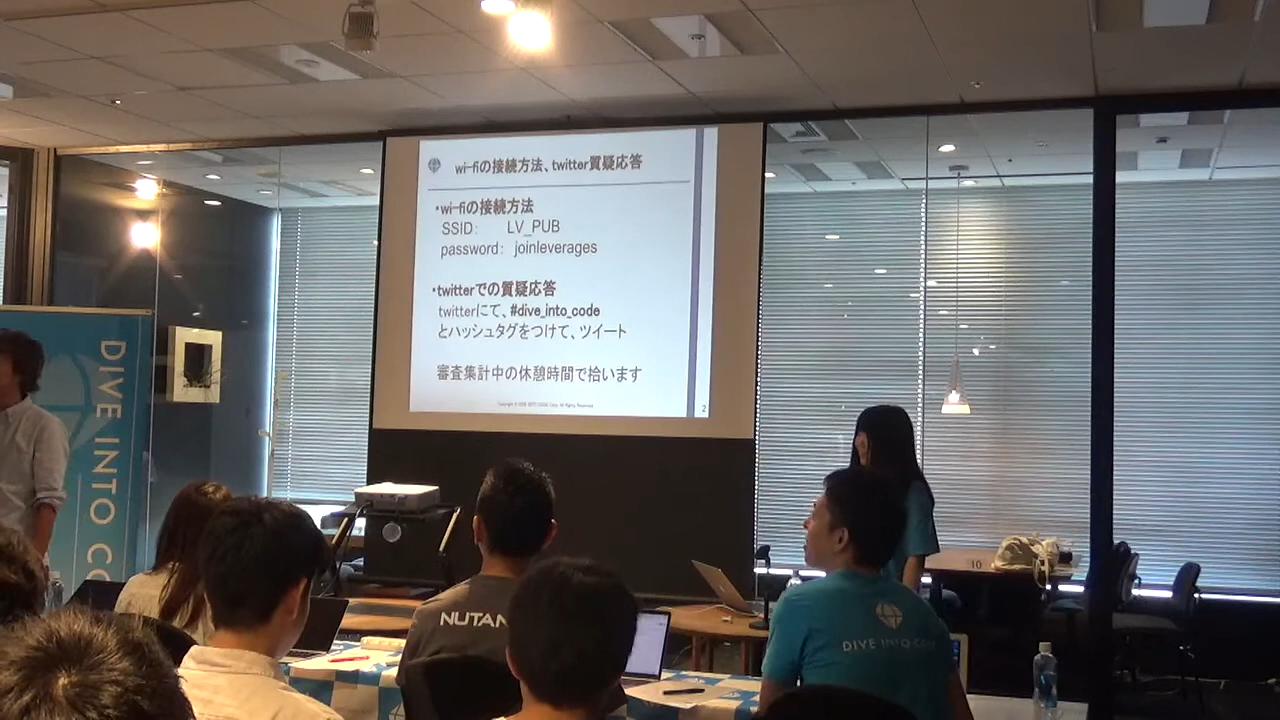 wi-fiの接続方法、twitter質疑応答
・wi-fiの接続方法
SSID: LV_PUB
password: joinleverages
・twitterでの質疑応答
twitterにて、#dive_into_code
とハッシュタグをつけて、ツイート
審査集計中の休憩時間で拾います
2
DIVE INTO CO
NUTAN
DIVE INTO CODE
10